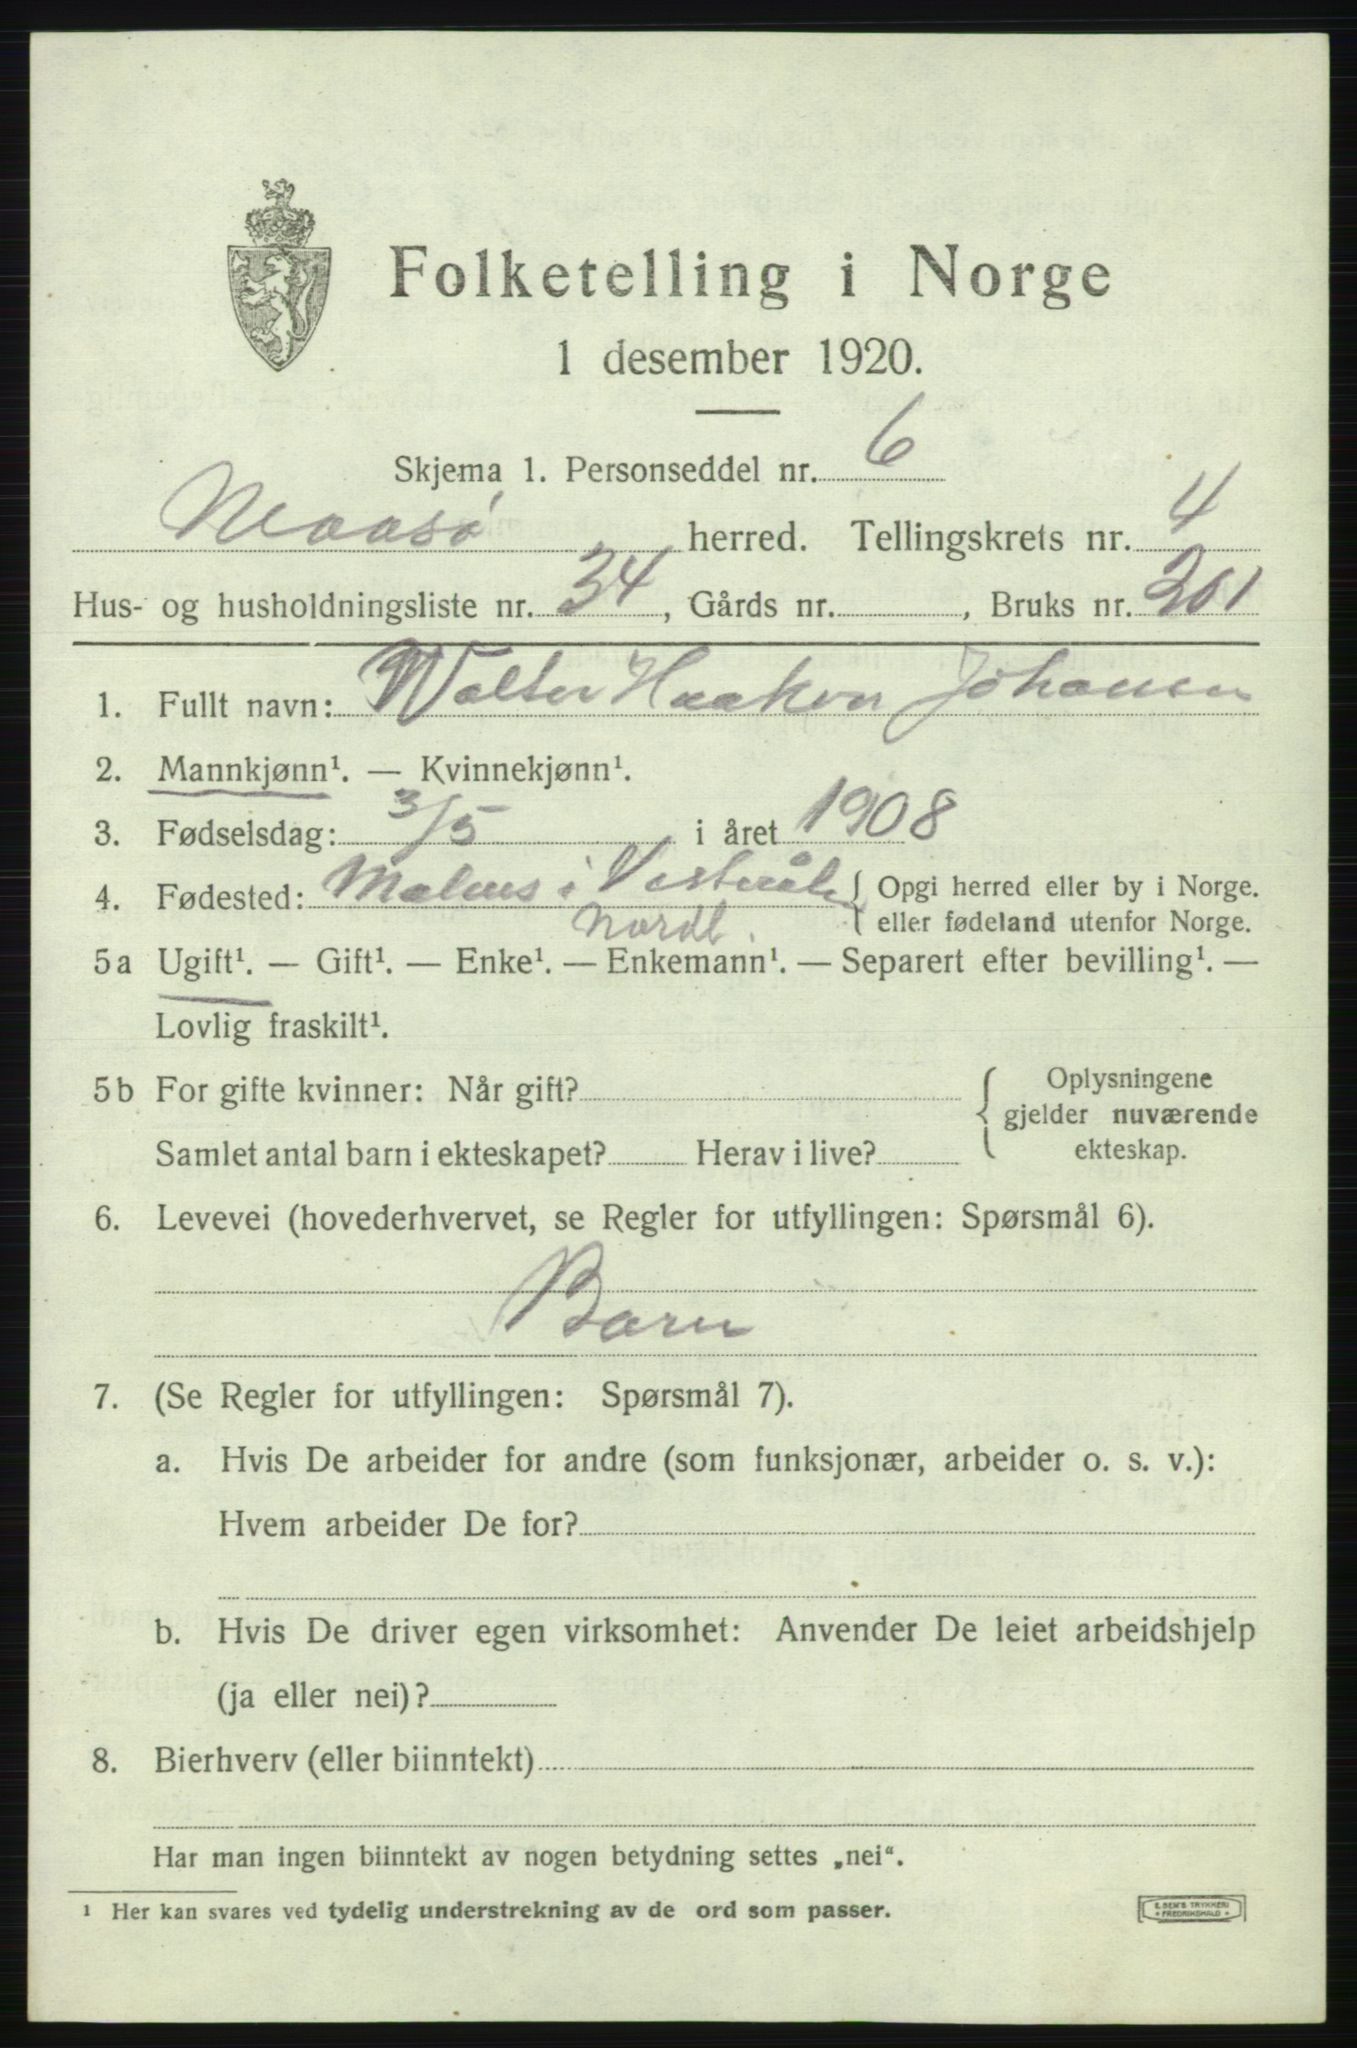 Folketelling i Norge
1 desember 1920.
Skjema 1. Personseddel nr. 6
Maasø herred. Tellingskrets nr. 4
Hus- og husholdningsliste nr. 34, Gårds nr. , Bruks nr. 201
1. Fullt navn: Walter Haakon Johansen
2. Mannkjønn¹. — Kvinnekjønn¹.
3. Fødselsdag: 3/5 i året 1908
4. Fødested: Malnes i Vesterålen { Opgi herred eller by i Norge.
Nordl. eller fødeland utenfor Norge.
5a Ugift¹. — Gift¹. — Enke¹. — Enkemann¹. — Separert efter bevilling¹. —
Lovlig fraskilt¹.
5b For gifte kvinner: Når gift? { Oplysningene
gjelder nuværende
Samlet antal barn i ekteskapet? Herav i live? ekteskap.
6. Levevei (hovederhvervet, se Regler for utfyllingen: Spørsmål 6).
Barn
7. (Se Regler for utfyllingen: Spørsmål 7).
a. Hvis De arbeider for andre (som funksjonær, arbeider o. s. v.):
Hvem arbeider De for?
b. Hvis De driver egen virksomhet: Anvender De leiet arbeidshjelp
(ja eller nei)?
8. Bierhverv (eller biinntekt)
Har man ingen biinntekt av nogen betydning settes „nei“.
¹ Her kan svares ved tydelig understrekning av de ord som passer.
E. SEM'S TRYKKERI
FREDRIKSHALD